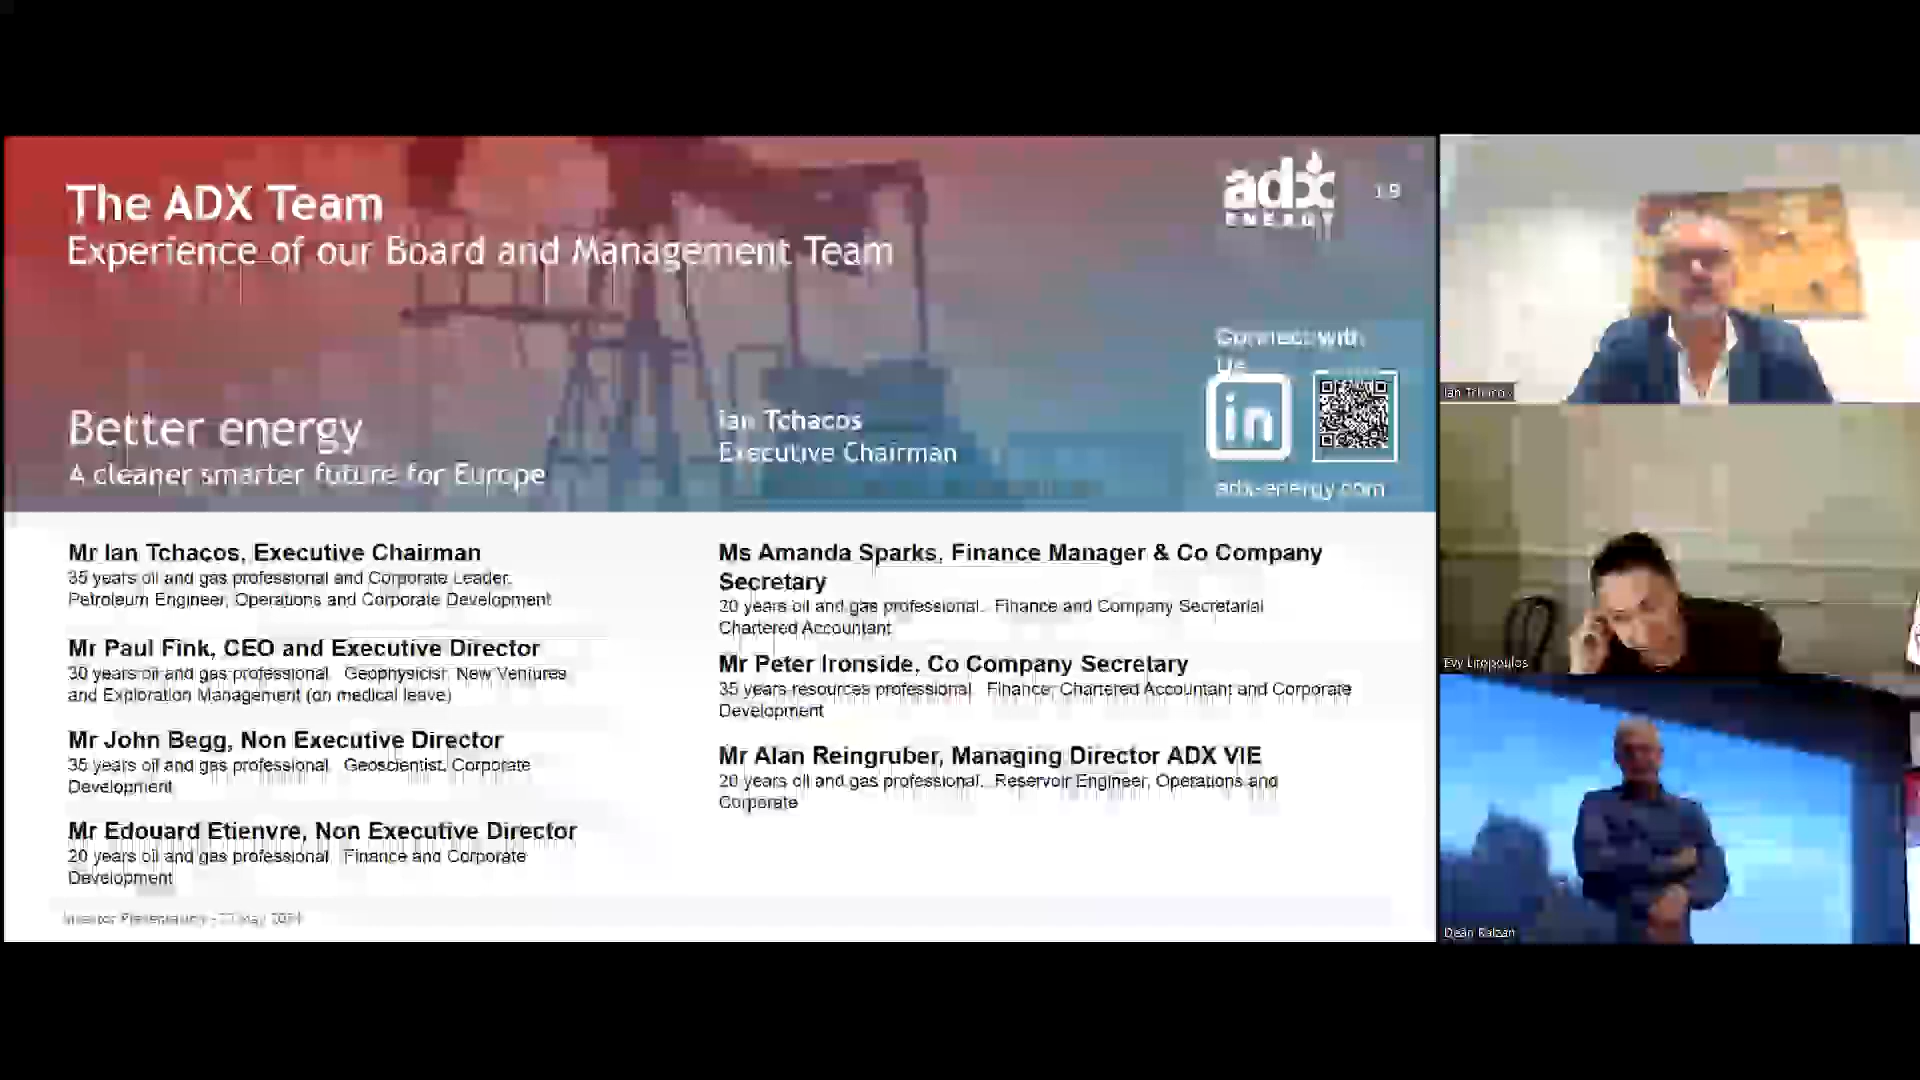 The ADX Team
Experience of our Board and Management Team
adx
ENERGY
19
Connect with
Us
in
Better energy
A cleaner smarter future for Europe
Ian Tchacos
Executive Chairman
adx-energy.com
Mr Ian Tchacos, Executive Chairman
35 years oil and gas professional and Corporate Leader.
Petroleum Engineer, Operations and Corporate Development
Mr Paul Fink, CEO and Executive Director
30 years oil and gas professional. Geophysicist, New Ventures
and Exploration Management (on medical leave)
Mr John Begg, Non Executive Director
35 years oil and gas professional. Geoscientist, Corporate
Development
Mr Edouard Etienvre, Non Executive Director
20 years oil and gas professional. Finance and Corporate
Development
Ms Amanda Sparks, Finance Manager & Co Company
Secretary
20 years oil and gas professional. Finance and Company Secretarial
Chartered Accountant
Mr Peter Ironside, Co Company Secretary
35 years resources professional. Finance, Chartered Accountant and Corporate
Development
Mr Alan Reingruber, Managing Director ADX VIE
20 years oil and gas professional. Reservoir Engineer, Operations and
Corporate
Investor Presentation - May 2024
Ian Tchacos
Evy Liropoulos
Dean